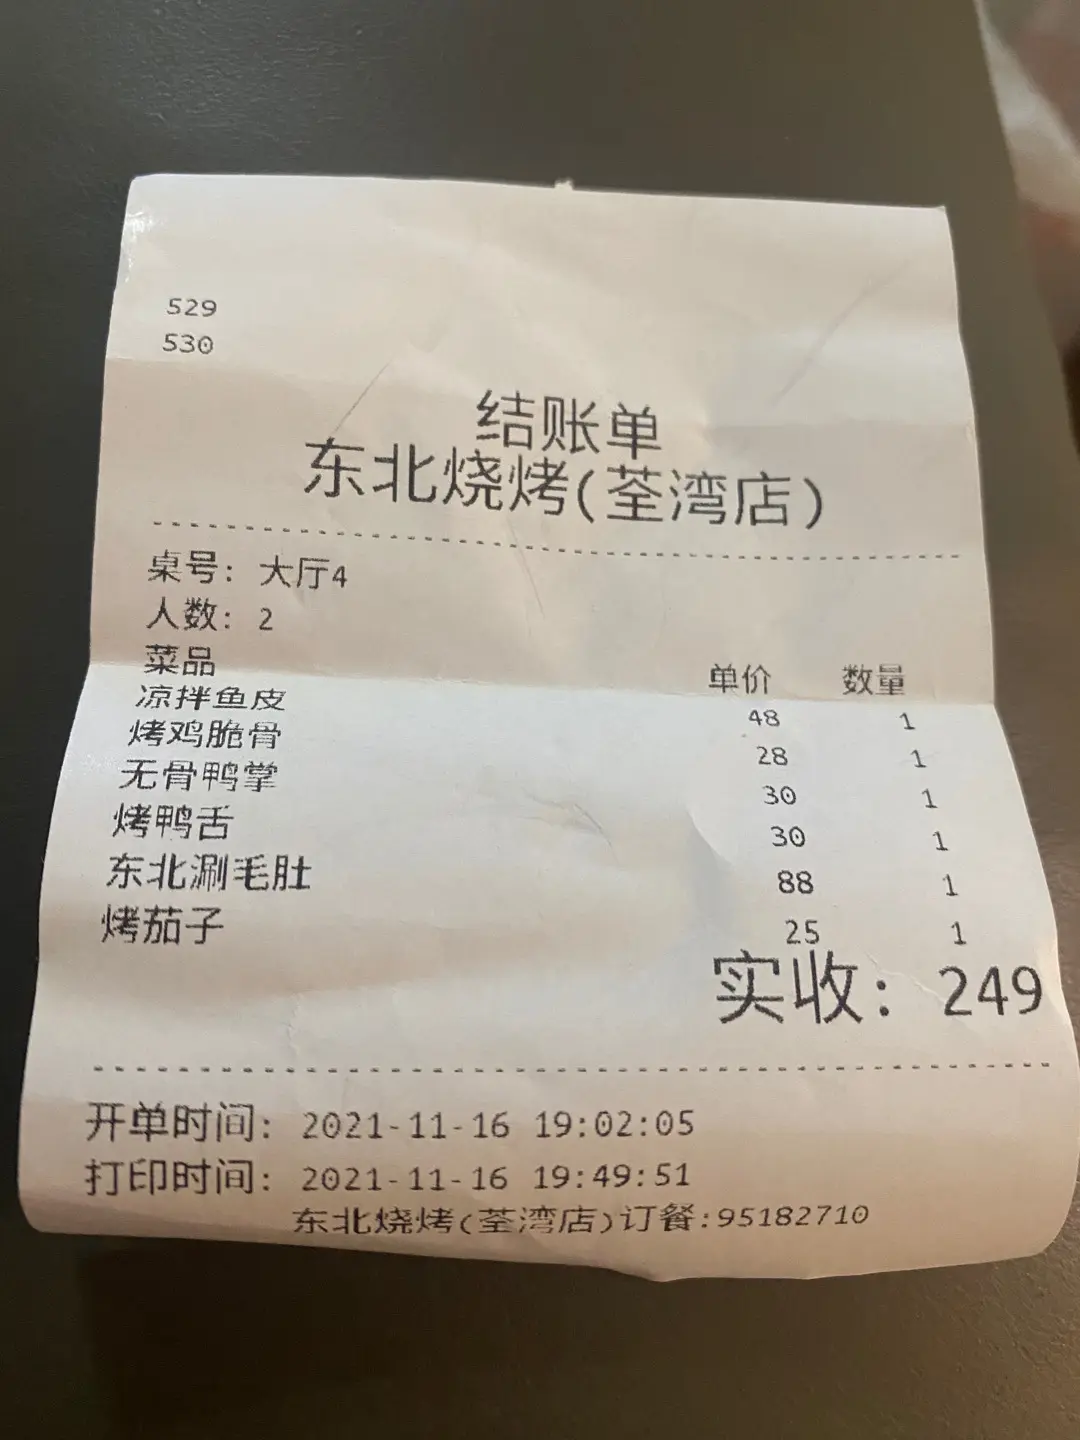 529
530
结账单
东北烧烤(荃湾店)
桌号: 大厅4
人数: 2
菜品 单价 数量
凉拌鱼皮 48 1
烤鸡脆骨 28 1
无骨鸭掌 30 1
烤鸭舌 30 1
东北涮毛肚 88 1
烤茄子 25 1
实收: 249
开单时间: 2021-11-16 19:02:05
打印时间: 2021-11-16 19:49:51
东北烧烤(荃湾店)订餐:95182710